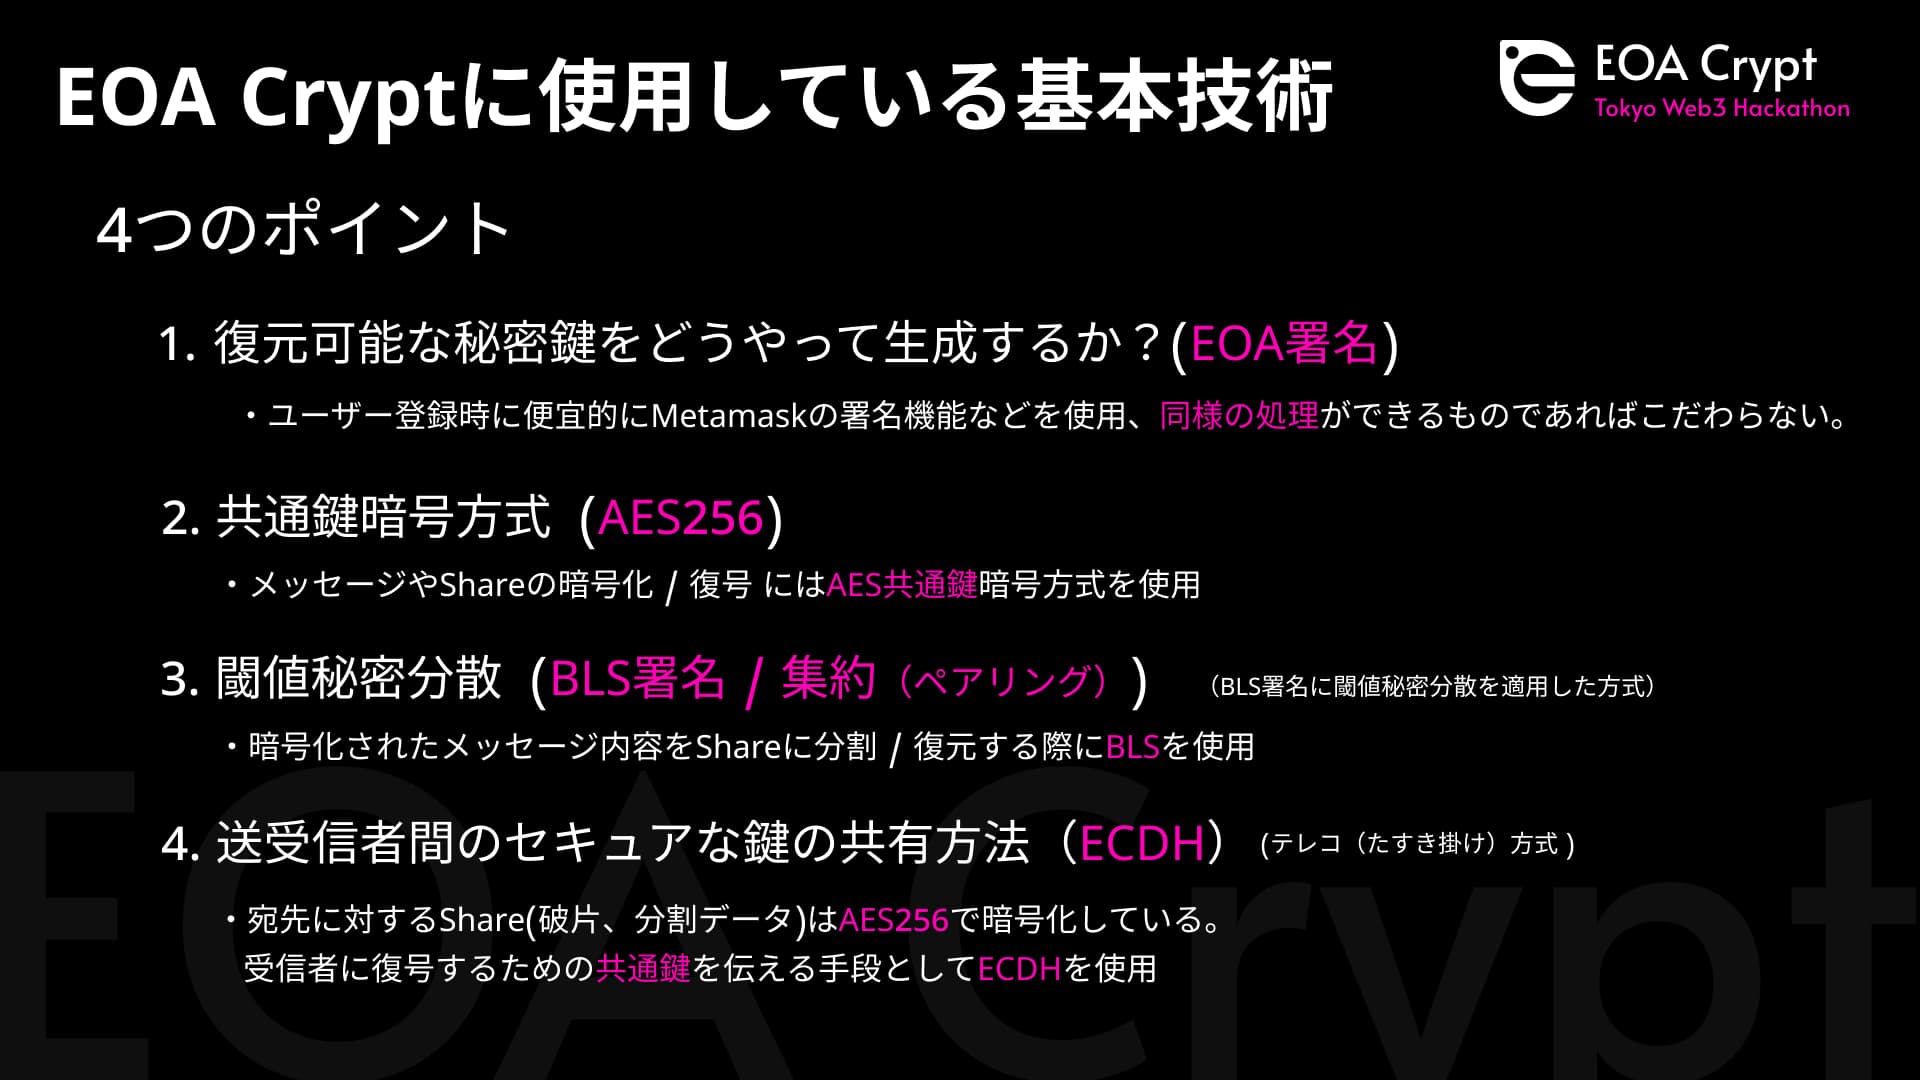 EOA Cryptに使用している基本技術
EOA Crypt
Tokyo Web3 Hackathon
4つのポイント
1. 復元可能な秘密鍵をどうやって生成するか？(EOA署名)
・ユーザー登録時に便宜的にMetamaskの署名機能などを使用、同様の処理ができるものであればこだわらない。
2. 共通鍵暗号方式 (AES256)
・メッセージやShareの暗号化 / 復号 にはAES共通鍵暗号方式を使用
3. 閾値秘密分散 (BLS署名 / 集約（ペアリング）) （BLS署名に閾値秘密分散を適用した方式）
・暗号化されたメッセージ内容をShareに分割 / 復元する際にBLSを使用
4. 送受信者間のセキュアな鍵の共有方法（ECDH） (テレコ（たすき掛け）方式 )
・宛先に対するShare(破片、分割データ)はAES256で暗号化している。
受信者に復号するための共通鍵を伝える手段としてECDHを使用
EOA Crypt